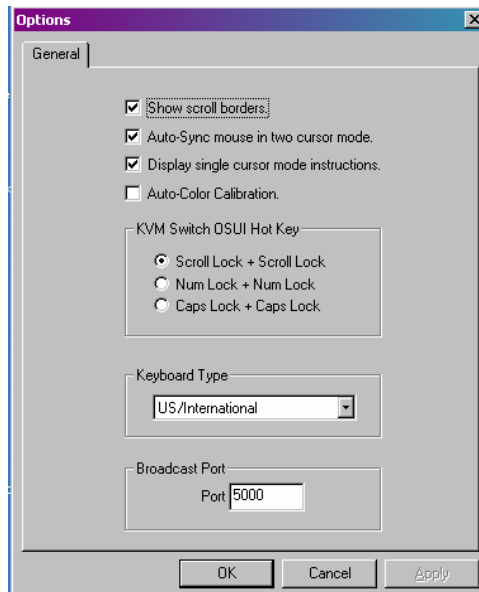 Options
General
Show scroll borders.
Auto-Sync mouse in two cursor mode.
Display single cursor mode instructions.
Auto-Color Calibration.
KVM Switch OSUI Hot Key
Scroll Lock + Scroll Lock
Num Lock + Num Lock
Caps Lock + Caps Lock
Keyboard Type
US/International
Broadcast Port
Port 5000
OK Cancel Apply